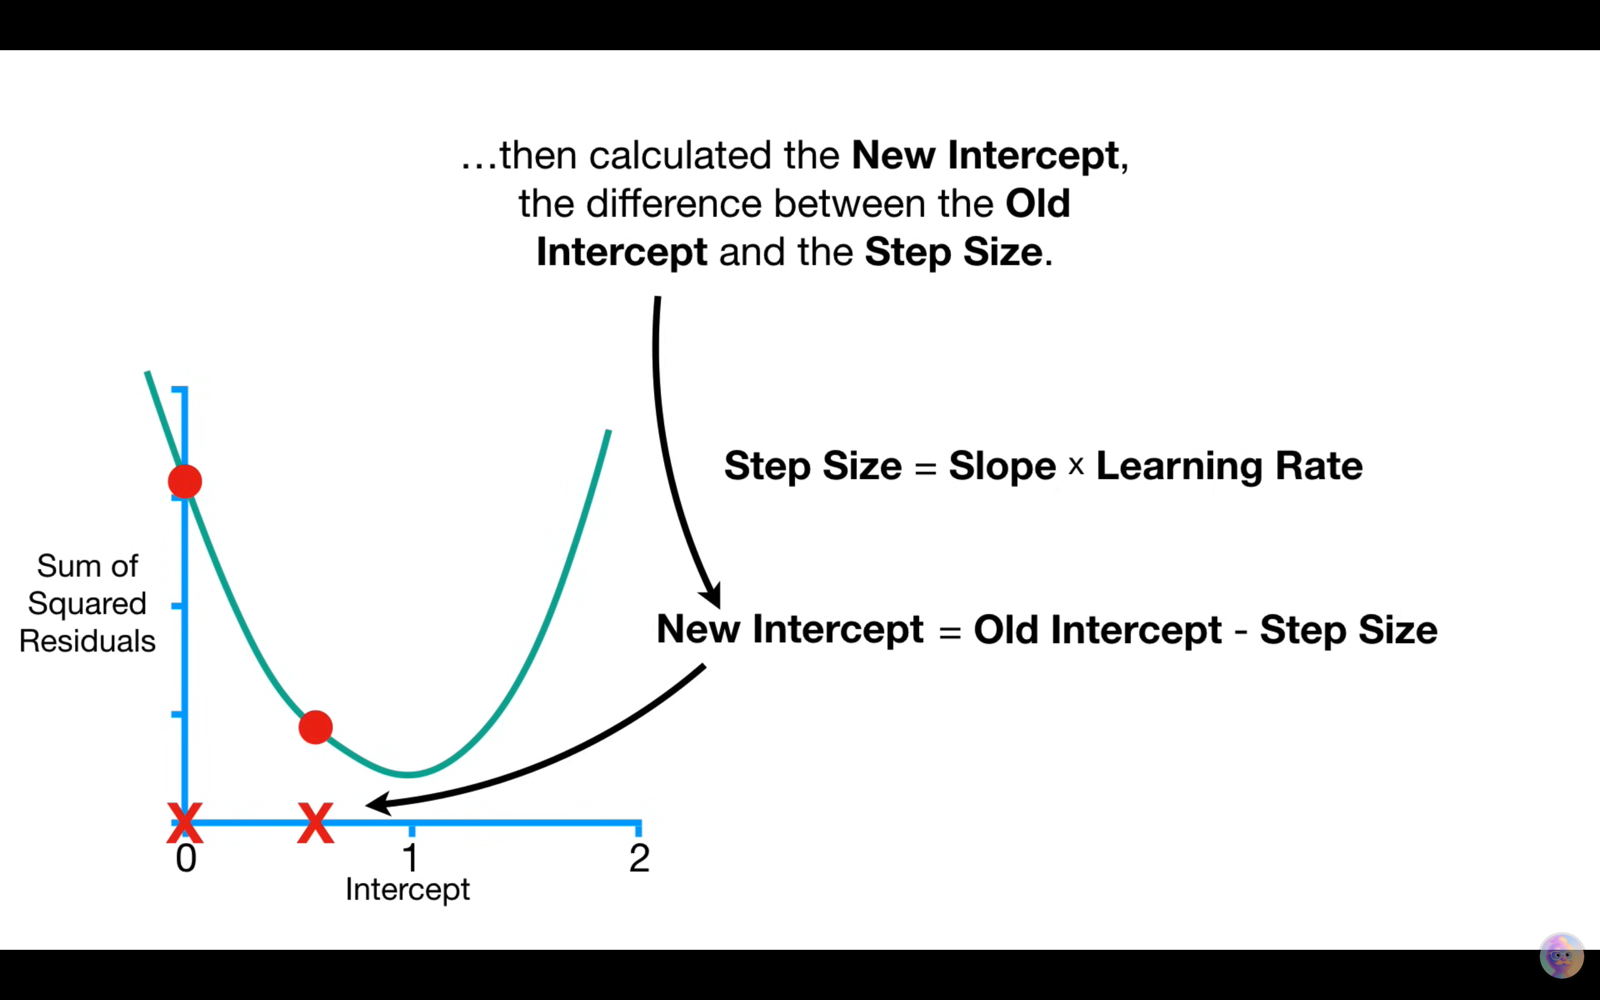 ...then calculated the New Intercept,
the difference between the Old
Intercept and the Step Size.
Step Size = Slope x Learning Rate
Sum of
Squared
Residuals
New Intercept = Old Intercept - Step Size
X X
0 1 2
Intercept